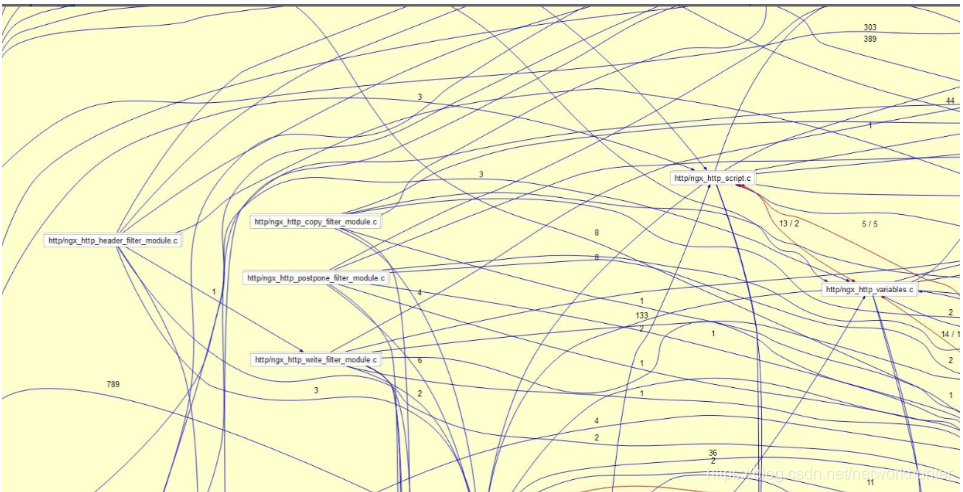 303
389
3
44
1
http/ngx_http_script.c
3
http/ngx_http_copy_filter_module.c
13 / 2
5 / 5
8
http/ngx_http_header_filter_module.c
8
http/ngx_http_postpone_filter_module.c
1
4
http/ngx_http_variables.c
1
133
2
2
1
14 / 1
http/ngx_http_write_filter_module.c
6
1
2
789
3
2
1
1
4
2
36
2
11
https://blog.csdn.net/networkhunter